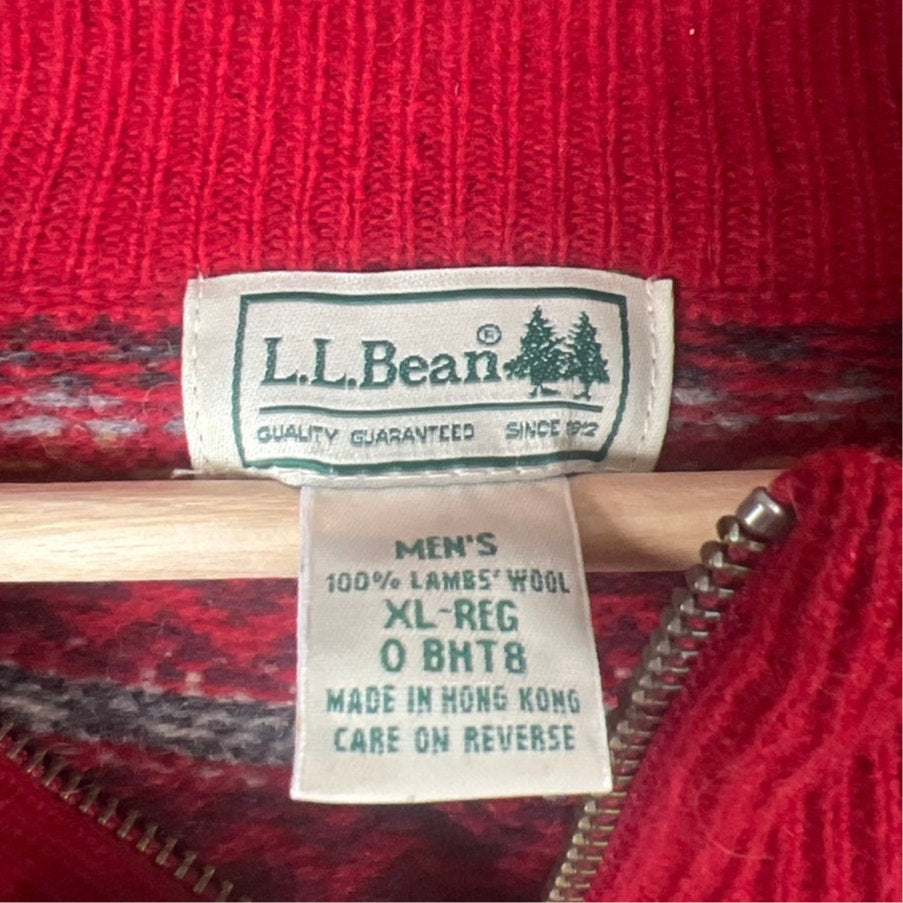 L.L.Bean®
QUALITY GUARANTEED SINCE 1912
MEN'S
100% LAMBS' WOOL
XL-REG
0 BHT8
MADE IN HONG KONG
CARE ON REVERSE